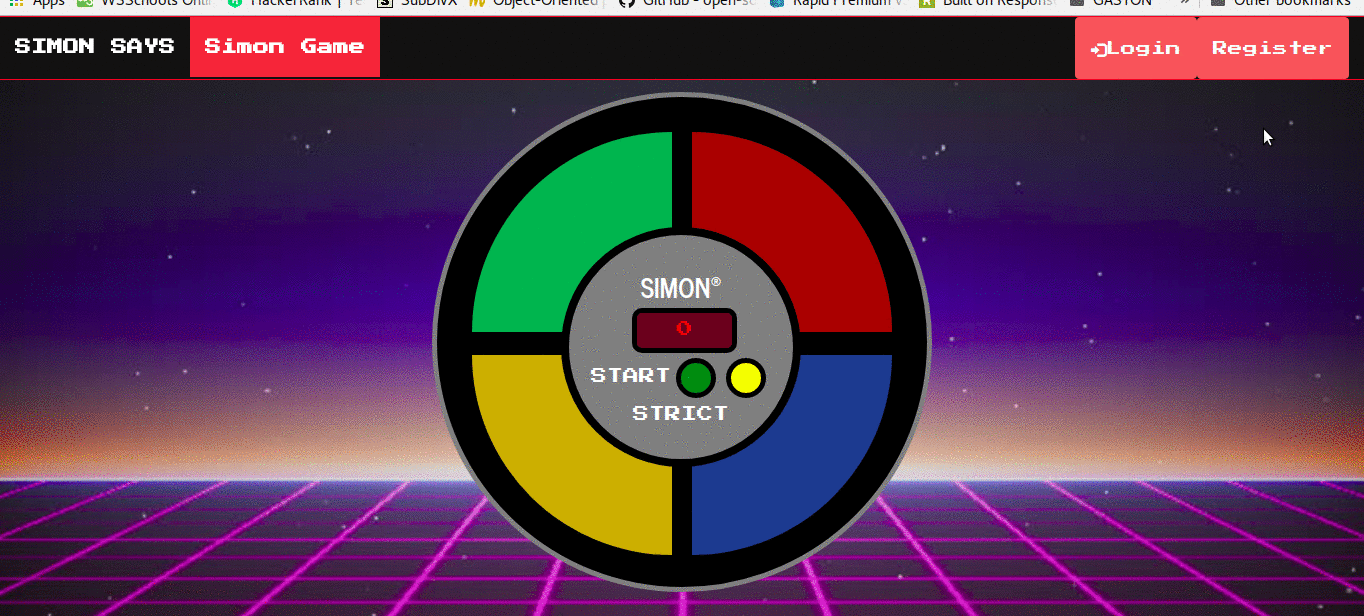 Apps W3Schools Onli HackerRank | Te SubDivX Object-Oriented GitHub - open-so Rapid Premium V Built on Respons GASTON » Other bookmarks
SIMON SAYS Simon Game Login Register
SIMON®
0
START
STRICT